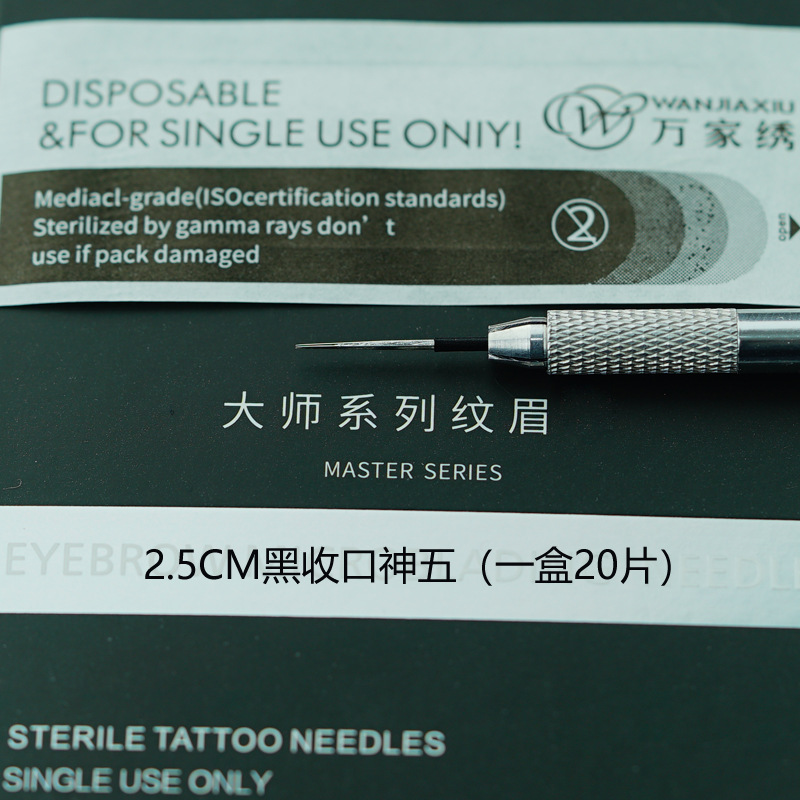 DISPOSABLE
&FOR SINGLE USE ONIY!
WANJIAXIU
万家绣
Mediacl-grade(ISOcertification standards)
Sterilized by gamma rays don't
use if pack damaged
2
open
大师系列纹眉
MASTER SERIES
2.5CM黑收口神五（一盒20片）
STERILE TATTOO NEEDLES
SINGLE USE ONLY